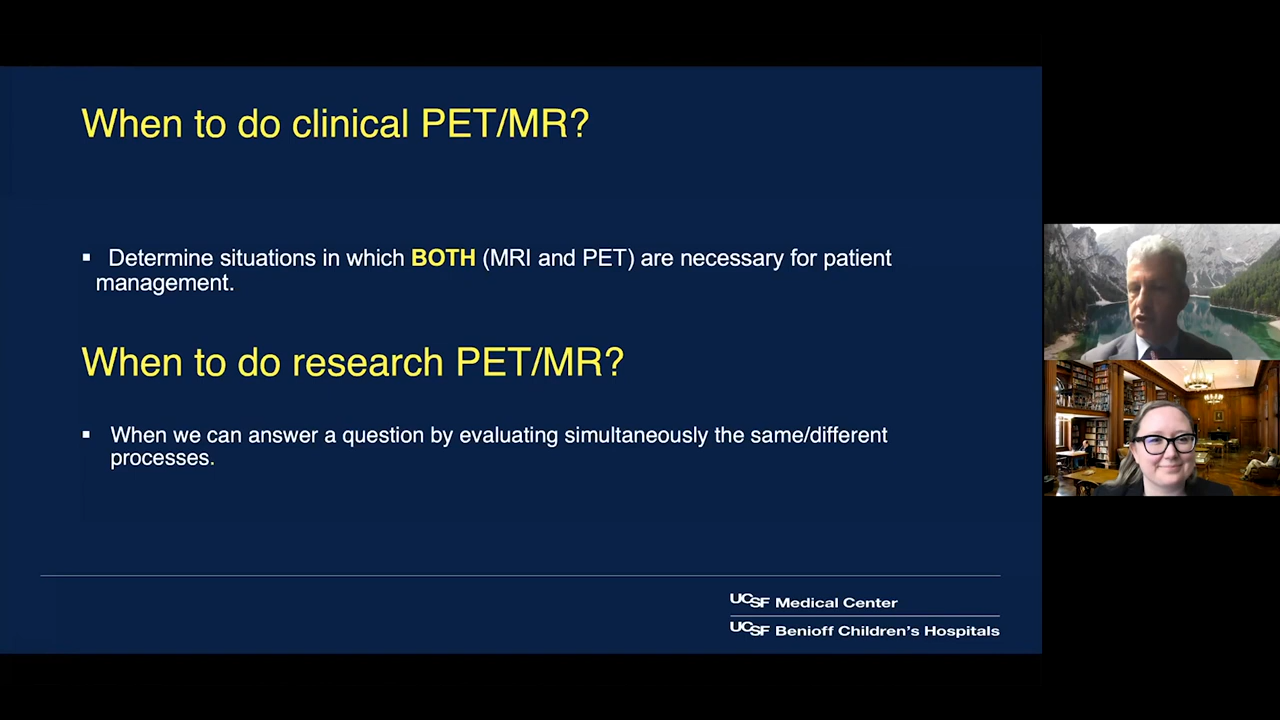 When to do clinical PET/MR?
▪ Determine situations in which BOTH (MRI and PET) are necessary for patient
management.
When to do research PET/MR?
▪ When we can answer a question by evaluating simultaneously the same/different
processes.
UCSF Medical Center
UCSF Benioff Children's Hospitals